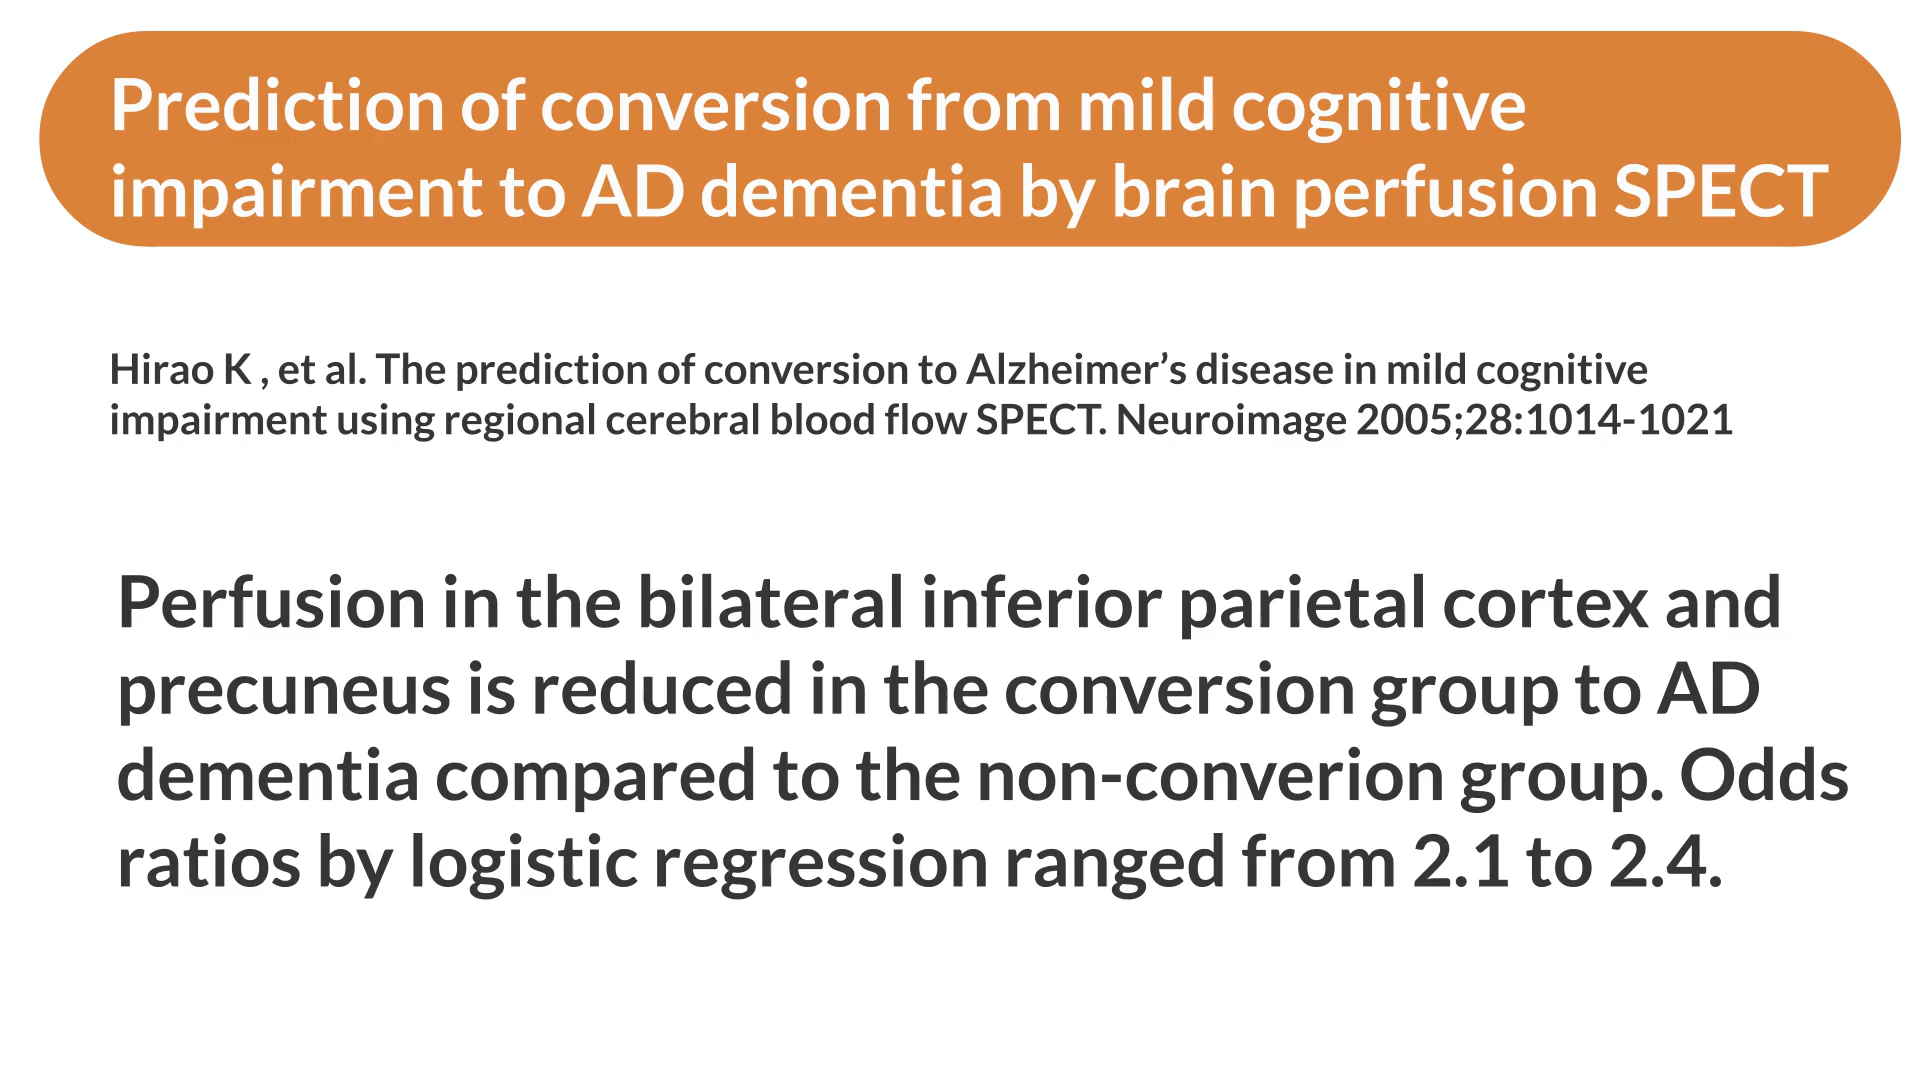 Prediction of conversion from mild cognitive
impairment to AD dementia by brain perfusion SPECT
Hirao K , et al. The prediction of conversion to Alzheimer’s disease in mild cognitive
impairment using regional cerebral blood flow SPECT. Neuroimage 2005;28:1014-1021
Perfusion in the bilateral inferior parietal cortex and
precuneus is reduced in the conversion group to AD
dementia compared to the non-converion group. Odds
ratios by logistic regression ranged from 2.1 to 2.4.